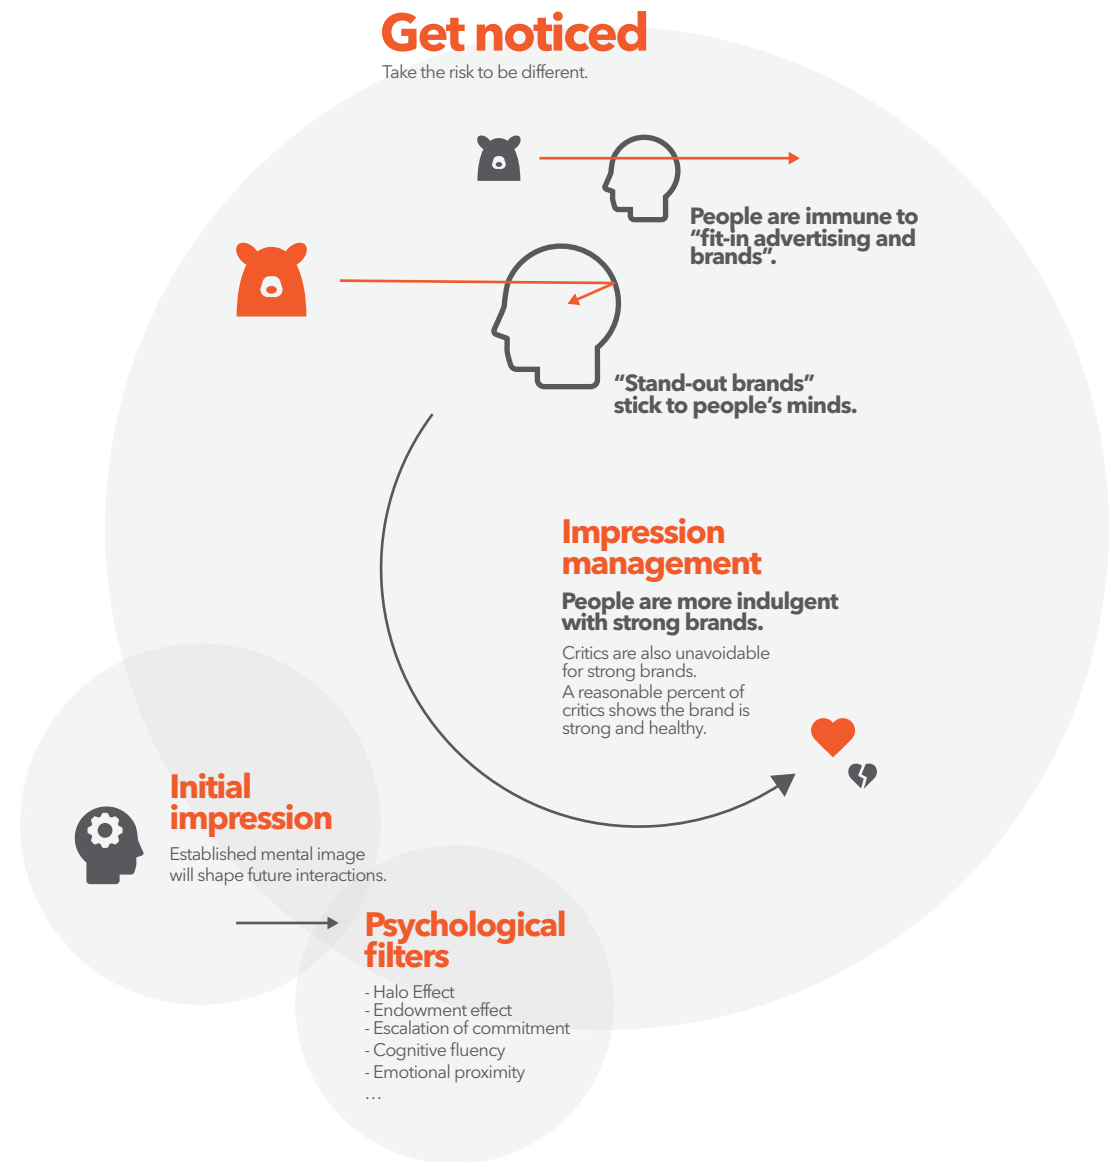 Get noticed
Take the risk to be different.
People are immune to
“fit-in advertising and
brands”.
“Stand-out brands”
stick to people’s minds.
Impression
management
People are more indulgent
with strong brands.
Critics are also unavoidable
for strong brands.
A reasonable percent of
critics shows the brand is
strong and healthy.
Initial
impression
Established mental image
will shape future interactions.
Psychological
filters
- Halo Effect
- Endowment effect
- Escalation of commitment
- Cognitive fluency
- Emotional proximity
…